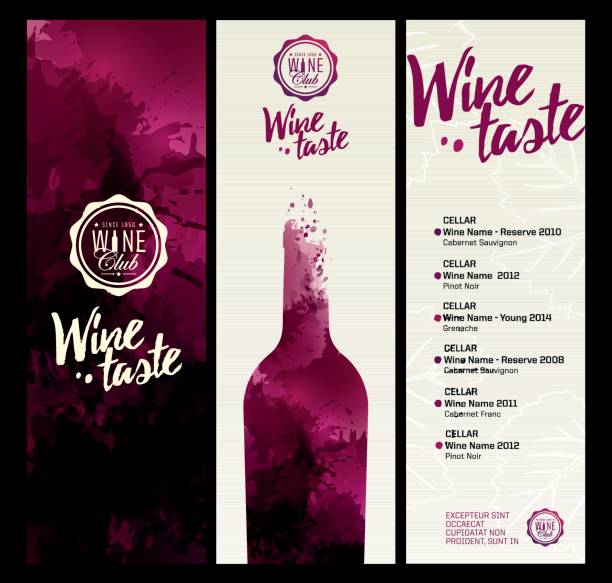 SINCE 1950
WINE
Club
Wine
taste
SINCE 1950
WINE
Club
Wine
taste
Wine
taste
CELLAR
Wine Name - Reserve 2010
Cabernet Sauvignon
CELLAR
Wine Name 2012
Pinot Noir
CELLAR
Wine Name - Young 2014
Grenache
CELLAR
Wine Name - Reserve 2008
Cabernet Sauvignon
CELLAR
Wine Name 2011
Cabernet Franc
CELLAR
Wine Name 2012
Pinot Noir
EXCEPTEUR SINT
OCCAECAT
CUPIDATAT NON
PROIDENT, SUNT IN
WINE
Club